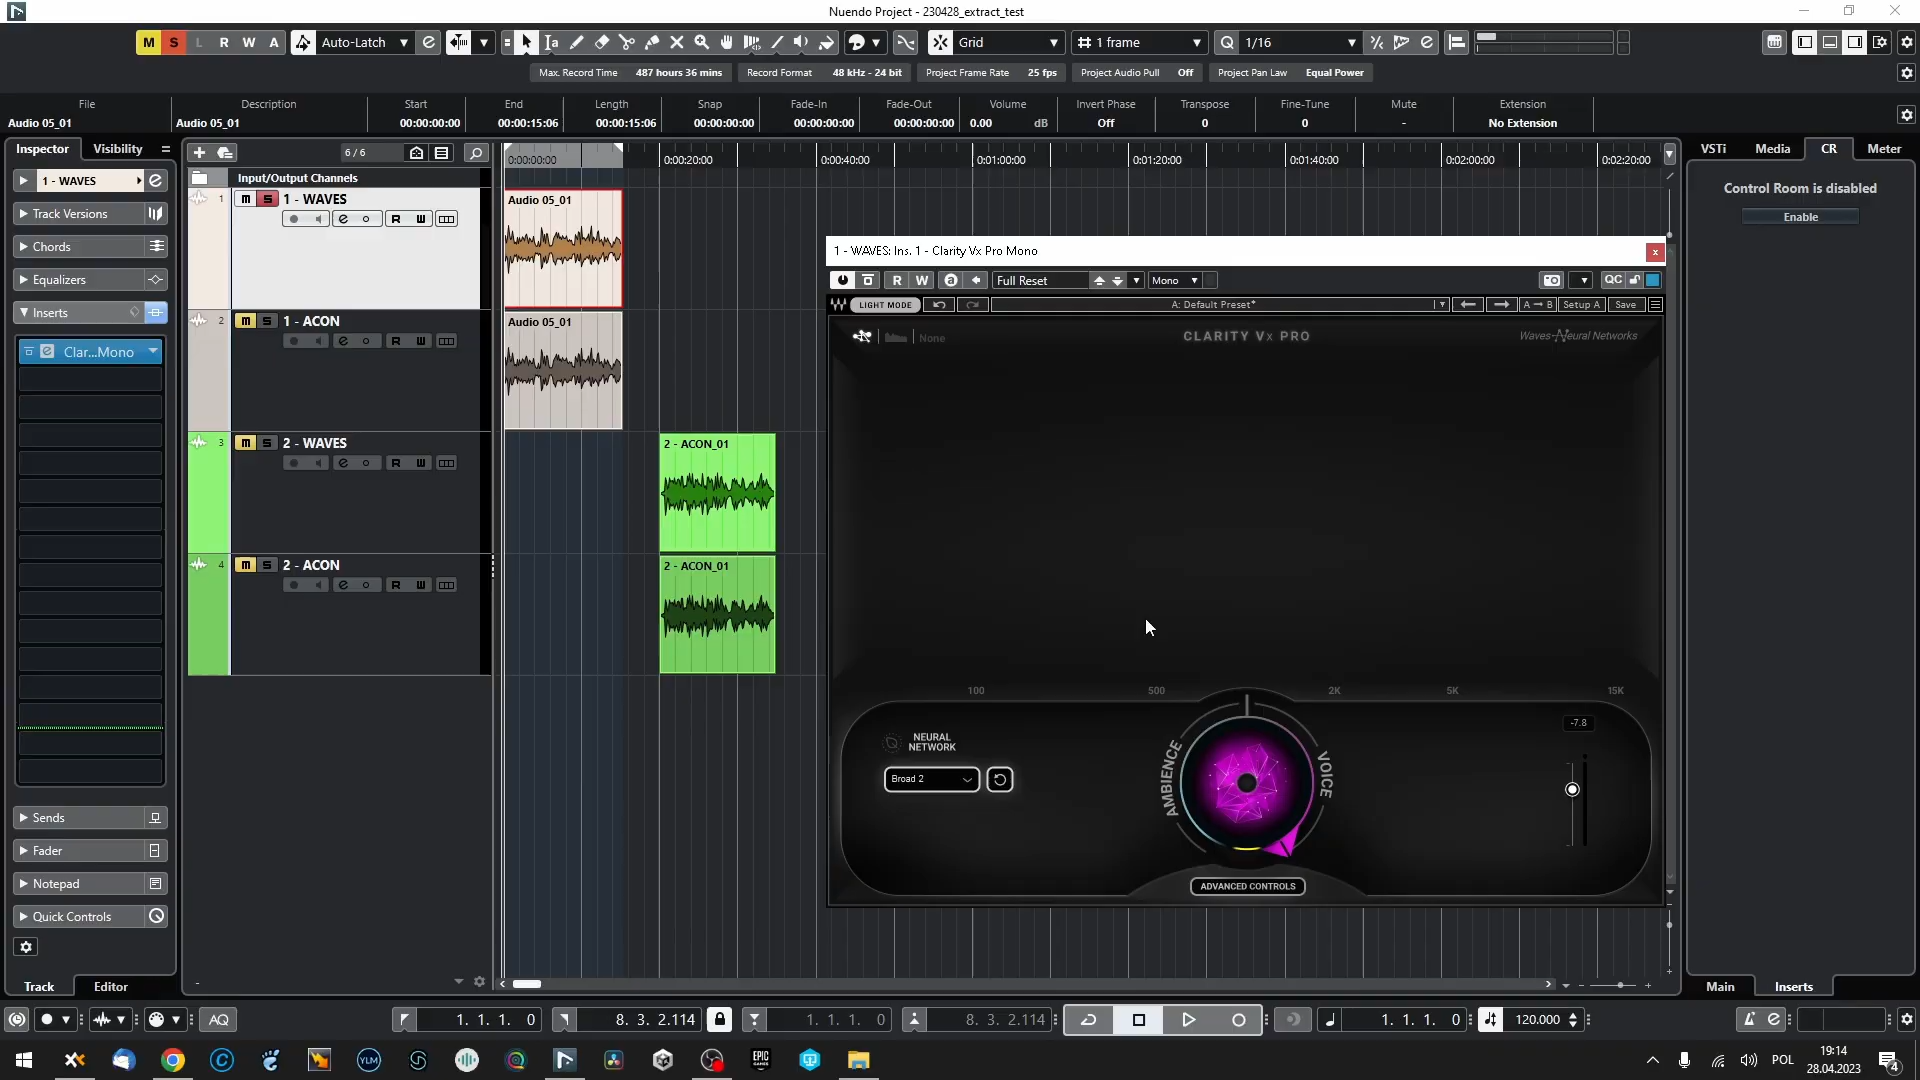 Nuendo Project - 230428_extract_test
M S L R W A Auto-Latch Grid 1 frame Q 1/16
Max. Record Time 487 hours 36 mins Record Format 48 kHz - 24 bit Project Frame Rate 25 fps Project Audio Pull Off Project Pan Law Equal Power
File Description Start End Length Snap Fade-In Fade-Out Volume Invert Phase Transpose Fine-Tune Mute Extension
Audio 05_01 Audio 05_01 00:00:00:00 00:00:15:06 00:00:15:06 00:00:00:00 00:00:00:00 00:00:00:00 0.00 dB Off 0 0 - No Extension
Inspector Visibility 6/6 0:00:00:00 0:00:20:00 0:00:40:00 0:01:00:00 0:01:20:00 0:01:40:00 0:02:00:00 0:02:20:00 VSTi Media CR Meter
1 - WAVES
Track Versions
Chords
Equalizers
Inserts
Clar...Mono
Sends
Fader
Notepad
Quick Controls
Track Editor
Input/Output Channels
1 m S 1 - WAVES
R W
2 m S 1 - ACON
R W
3 m S 2 - WAVES
R W
4 m S 2 - ACON
R W
Audio 05_01
Audio 05_01
2 - ACON_01
2 - ACON_01
1 - WAVES: Ins. 1 - Clarity Vx Pro Mono x
R W a Full Reset Mono QC
LIGHT MODE A: Default Preset* A → B Setup A Save
None CLARITY Vx PRO Waves Neural Networks
100 500 2K 5K 15K
NEURAL
NETWORK
Broad 2
AMBIENCE
VOICE
-7.8
ADVANCED CONTROLS
Control Room is disabled
Enable
Main Inserts
AQ 1. 1. 1. 0 8. 3. 2.114 1. 1. 1. 0 8. 3. 2.114 1. 1. 1. 0 120.000
YLM EPIC GAMES POL 19:14
28.04.2023 4